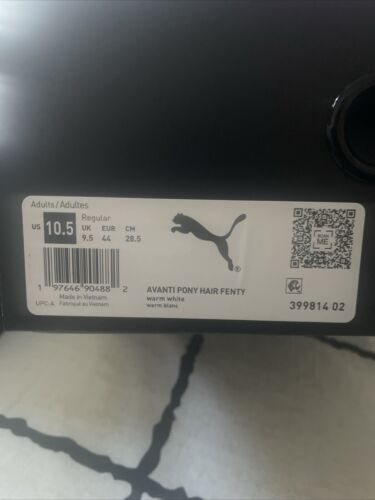 Adults/Adultes
US 10.5 Regular
UK EUR CM
9.5 44 28.5
1 97646 90488 2
UPC-A Made in Vietnam
Fabriqué au Vietnam
AVANTI PONY HAIR FENTY
warm white
warm blanc
SCAN
ME
399814 02